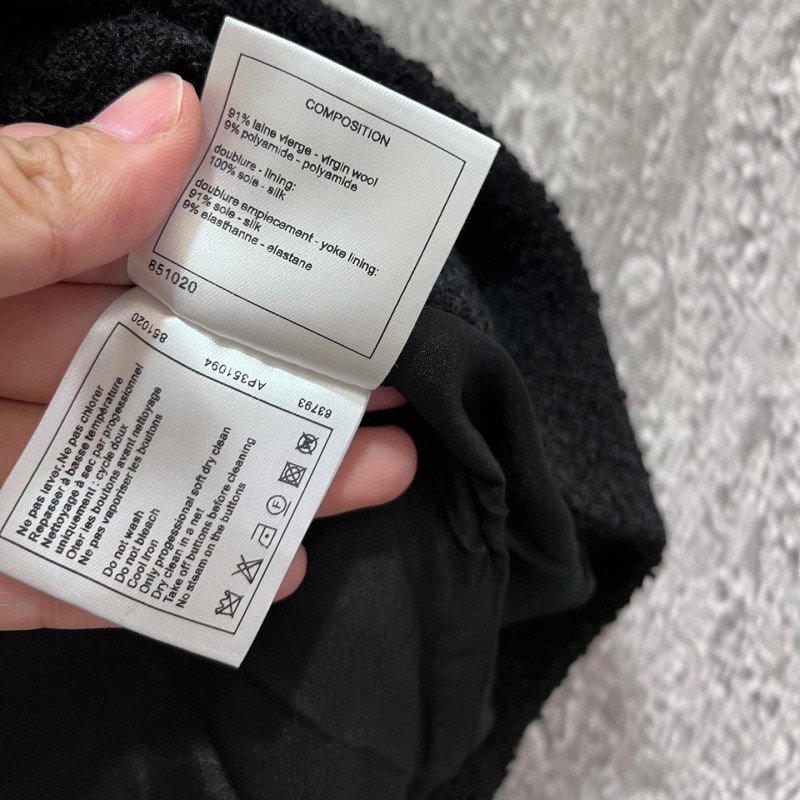 COMPOSITION
91% laine vierge - virgin wool
9% polyamide - polyamide
doublure - lining:
100% soie - silk
doublure emplacement - yoke lining:
91% soie - silk
9% elasthanne - elastane
851020
851020
AP351094
63793
Ne pas laver, Ne pas chlorer
Repasser à basse température
Nettoyage à sec par progessionnel
uniquement : cycle doux
Oter les boutons avant nettoyage
Ne pas vaporiser les boutons
Do not wash
Do not bleach
Cool Iron
Only progessional soft dry clean
Dry clean in a net
Take off buttons before cleaning
No steam on the buttons
F